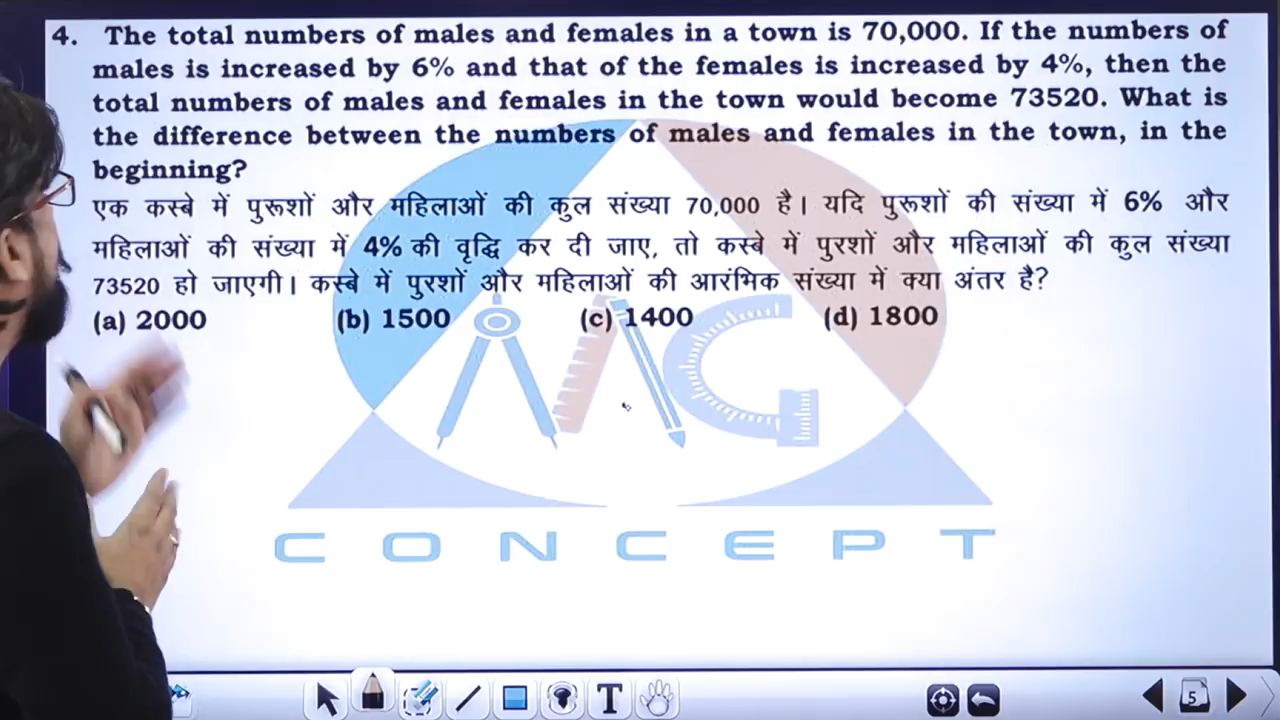 4. The total numbers of males and females in a town is 70,000. If the numbers of
males is increased by 6% and that of the females is increased by 4%, then the
total numbers of males and females in the town would become 73520. What is
the difference between the numbers of males and females in the town, in the
beginning?
एक कस्बे में पुरूशों और महिलाओं की कुल संख्या 70,000 है। यदि पुरूशों की संख्या में 6% और
महिलाओं की संख्या में 4% की वृद्धि कर दी जाए, तो कस्बे में पुरशों और महिलाओं की कुल संख्या
73520 हो जाएगी। कस्बे में पुरशों और महिलाओं की आरंभिक संख्या में क्या अंतर है?
(a) 2000 (b) 1500 (c) 1400 (d) 1800
CONCEPT
T
5